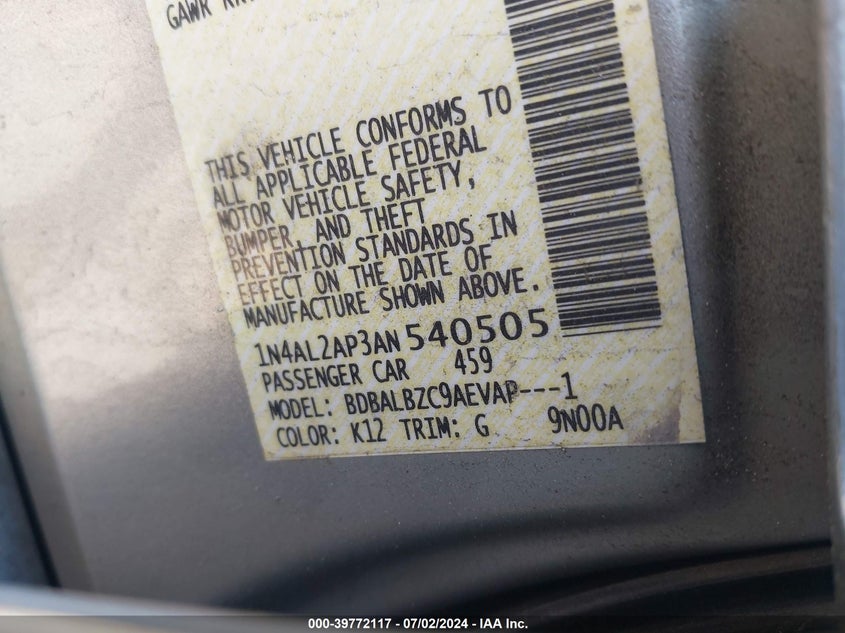 GAWR
THIS VEHICLE CONFORMS TO
ALL APPLICABLE FEDERAL
MOTOR VEHICLE SAFETY,
BUMPER, AND THEFT
PREVENTION STANDARDS IN
EFFECT ON THE DATE OF
MANUFACTURE SHOWN ABOVE.
1N4AL2AP3AN540505
PASSENGER CAR 459
MODEL: BDBALBZC9AEVAP---1
COLOR: K12 TRIM: G 9N00A
000-39772117 - 07/02/2024 - IAA Inc.